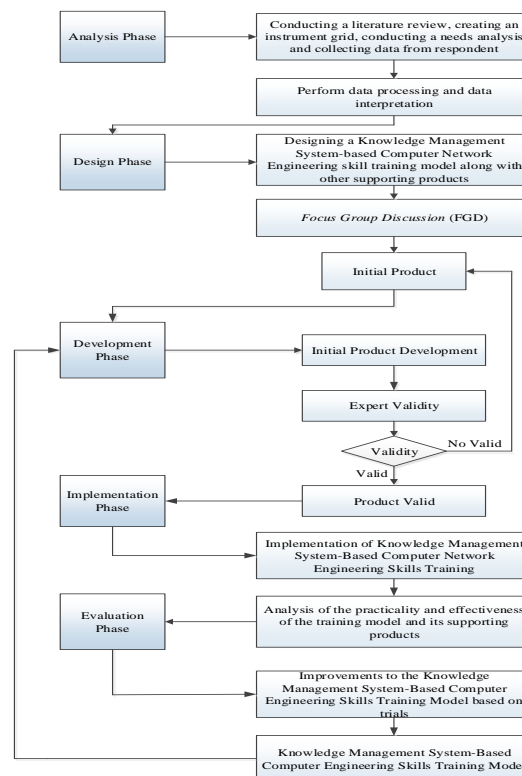 Analysis Phase
Conducting a literature review, creating an
instrument grid, conducting a needs analysis
and collecting data from respondent
Perform data processing and data
interpretation
Design Phase
Designing a Knowledge Management
System-based Computer Network
Engineering skill training model along with
other supporting products
Focus Group Discussion (FGD)
Initial Product
Development
Phase
Initial Product Development
Expert Validity
Validity
No Valid
Valid
Product Valid
Implementation
Phase
Implementation of Knowledge Management
System-Based Computer Network
Engineering Skills Training
Evaluation
Phase
Analysis of the practicality and effectiveness
of the training model and its supporting
products
Improvements to the Knowledge
Management System-Based Computer
Engineering Skills Training Model based on
trials
Knowledge Management System-Based
Computer Engineering Skills Training Mode